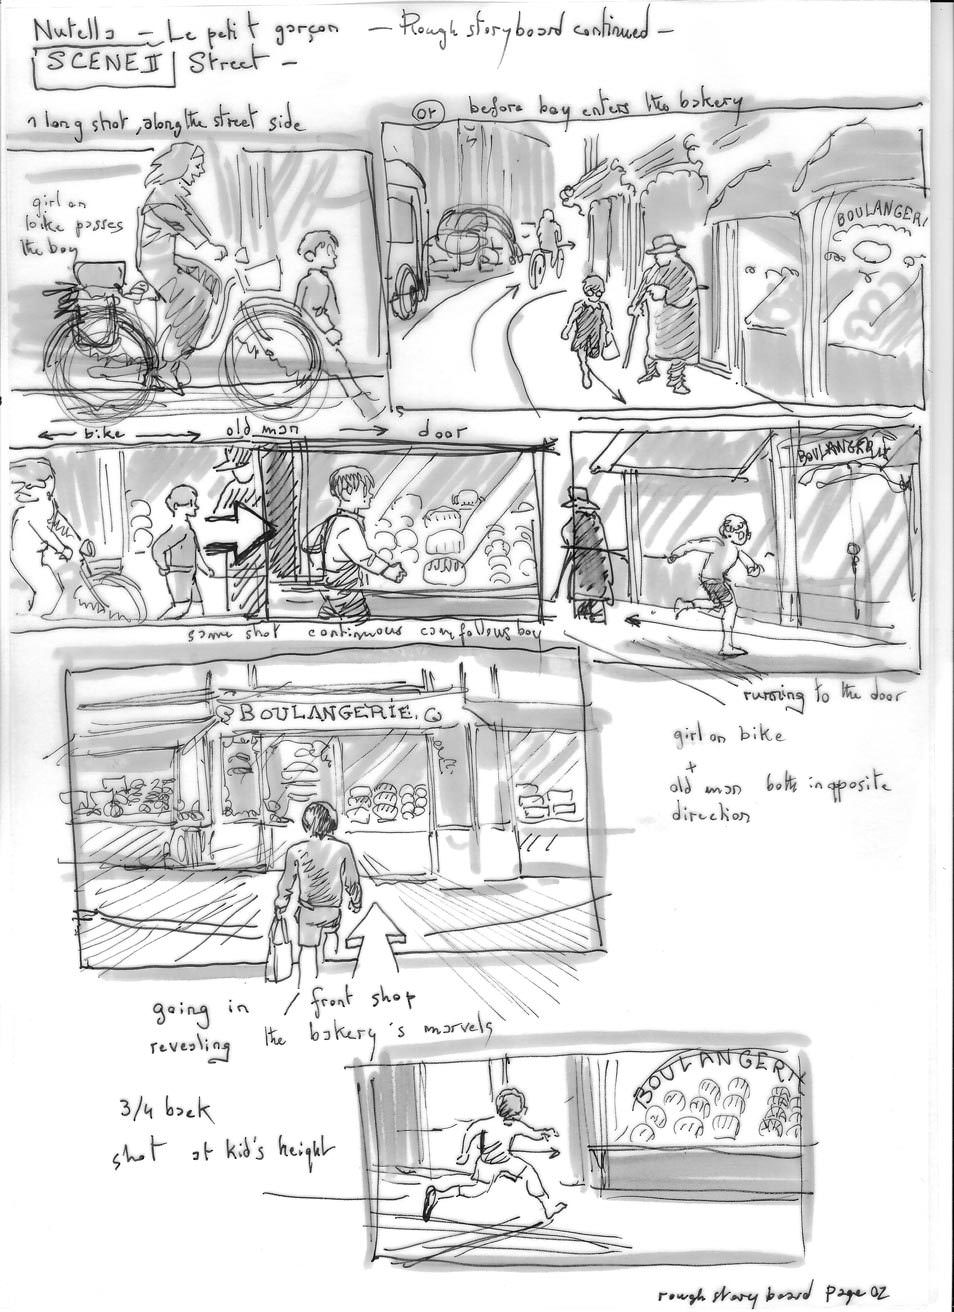 Nutella - Le petit garçon - Rough storyboard continued -
SCENE II Street -
1 long shot, along the street side
or before boy enters the bakery
girl on
bike passes
the boy
BOULANGERI
bike old man door
BOULANGERIE
same shot continuous cam follows boy
running to the door
BOULANGERIE
girl on bike
+
old man both in opposite
direction
going in / front shop
revealing the bakery's marvels
BOULANGERIE
3/4 back
shot at kid's height
rough story board page 02